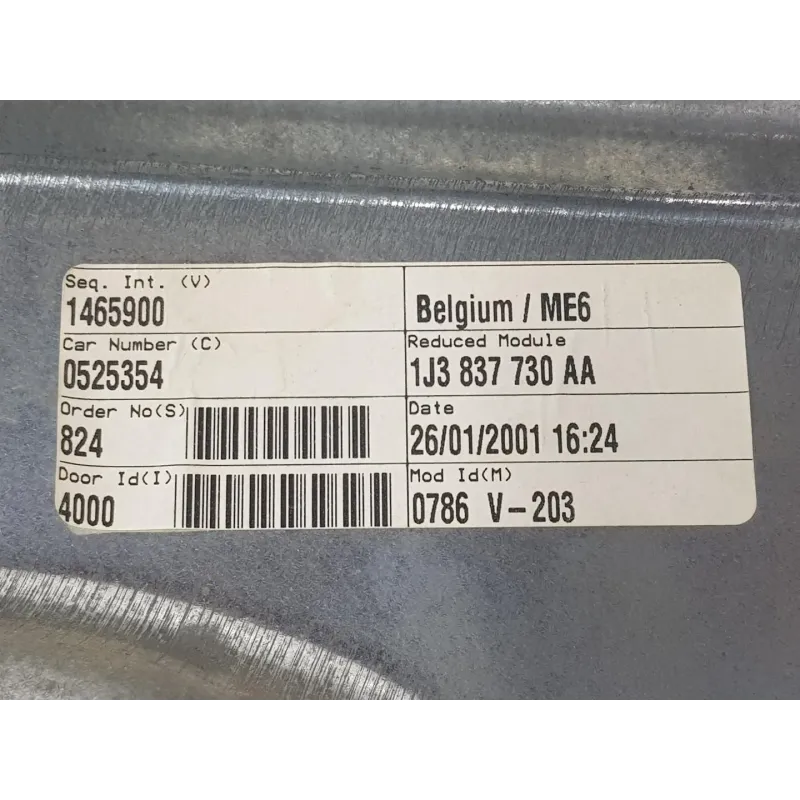 Seq. Int. (V)
1465900
Belgium / ME6
Car Number (C)
0525354
Reduced Module
1J3 837 730 AA
Order No(S)
824
Date
26/01/2001 16:24
Door Id(I)
4000
Mod Id(M)
0786 V-203